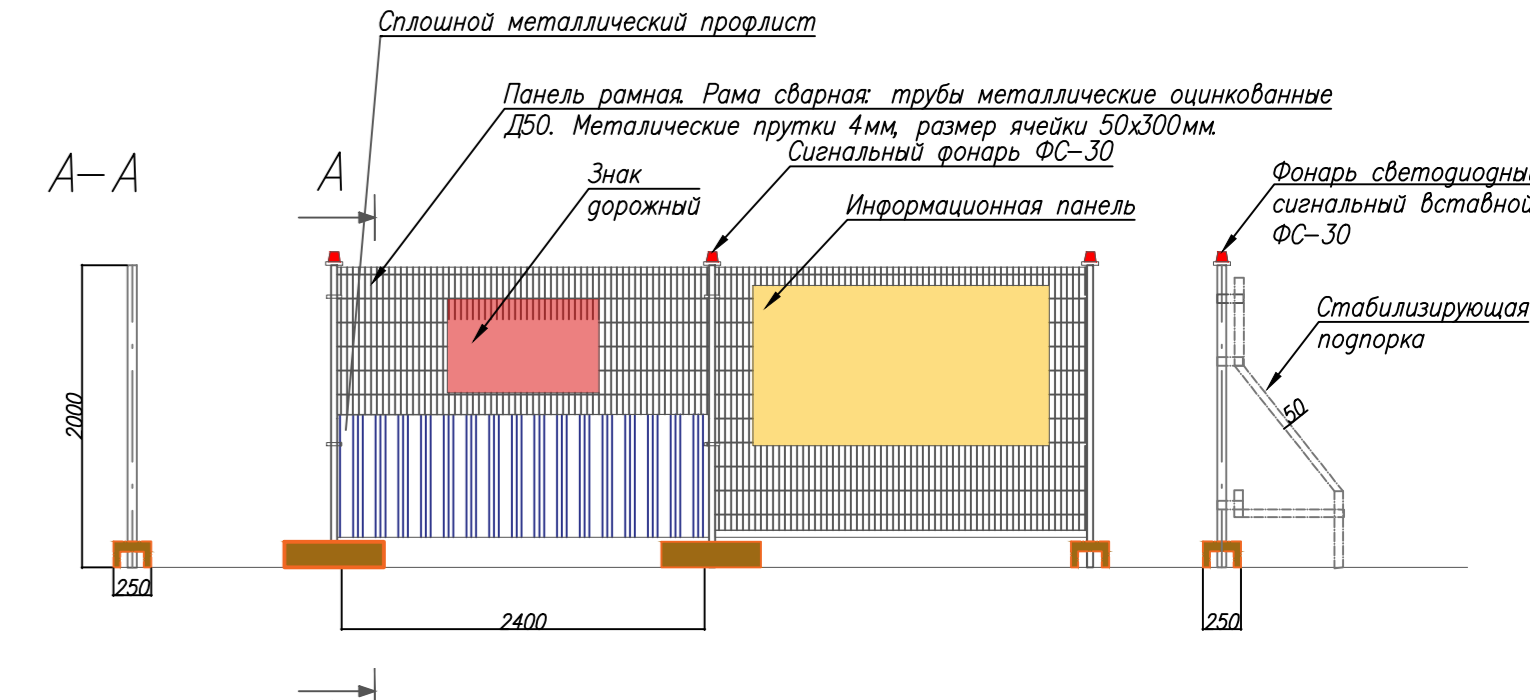 Сплошной металлический профлист
Панель рамная. Рама сварная: трубы металлические оцинкованные
Д50. Металические прутки 4мм, размер ячейки 50х300мм.
Сигнальный фонарь ФС-30
А-А
А
Знак
дорожный
Информационная панель
Фонарь светодиодный
сигнальный вставной
ФС-30
Стабилизирующая
подпорка
50
2000
250
2400
250